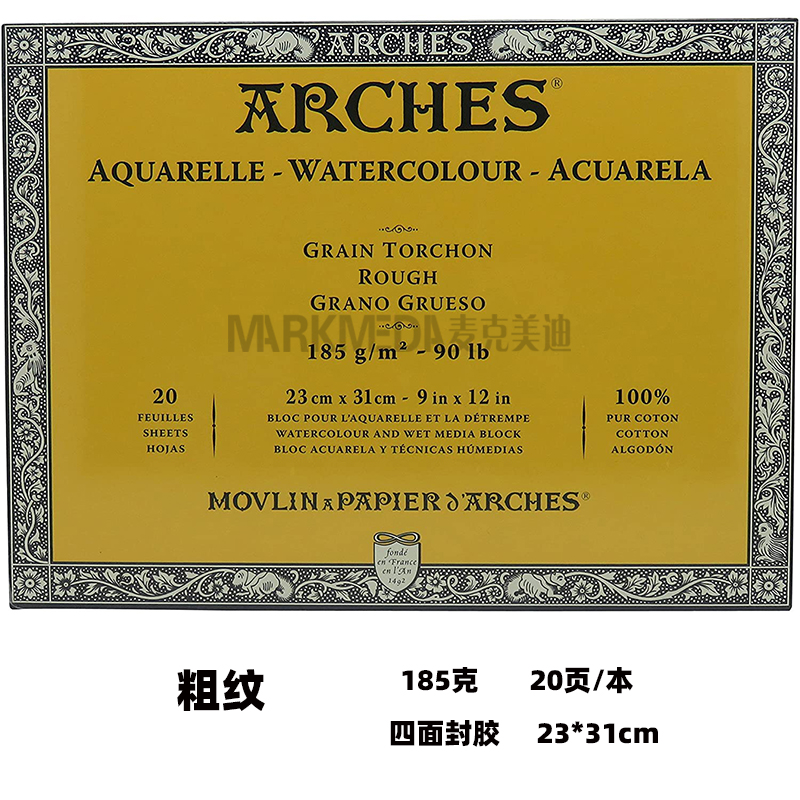 ARCHES
ARCHES®
AQUARELLE - WATERCOLOUR - ACUARELA
GRAIN TORCHON
ROUGH
GRANO GRUESO
MARKMEDA麦克美迪
185 g/m² - 90 lb
20
FEUILLES
SHEETS
HOJAS
23 cm x 31 cm - 9 in x 12 in
BLOC POUR L'AQUARELLE ET LA DÉTREMPE
WATERCOLOUR AND WET MEDIA BLOCK
BLOC ACUARELA Y TÉCNICAS HÚMEDIAS
100%
PUR COTON
COTTON
ALGODÓN
MOVLIN A PAPIER D'ARCHES®
fondé
en France
en l'An
1492
粗纹
185克 20页/本
四面封胶 23*31cm